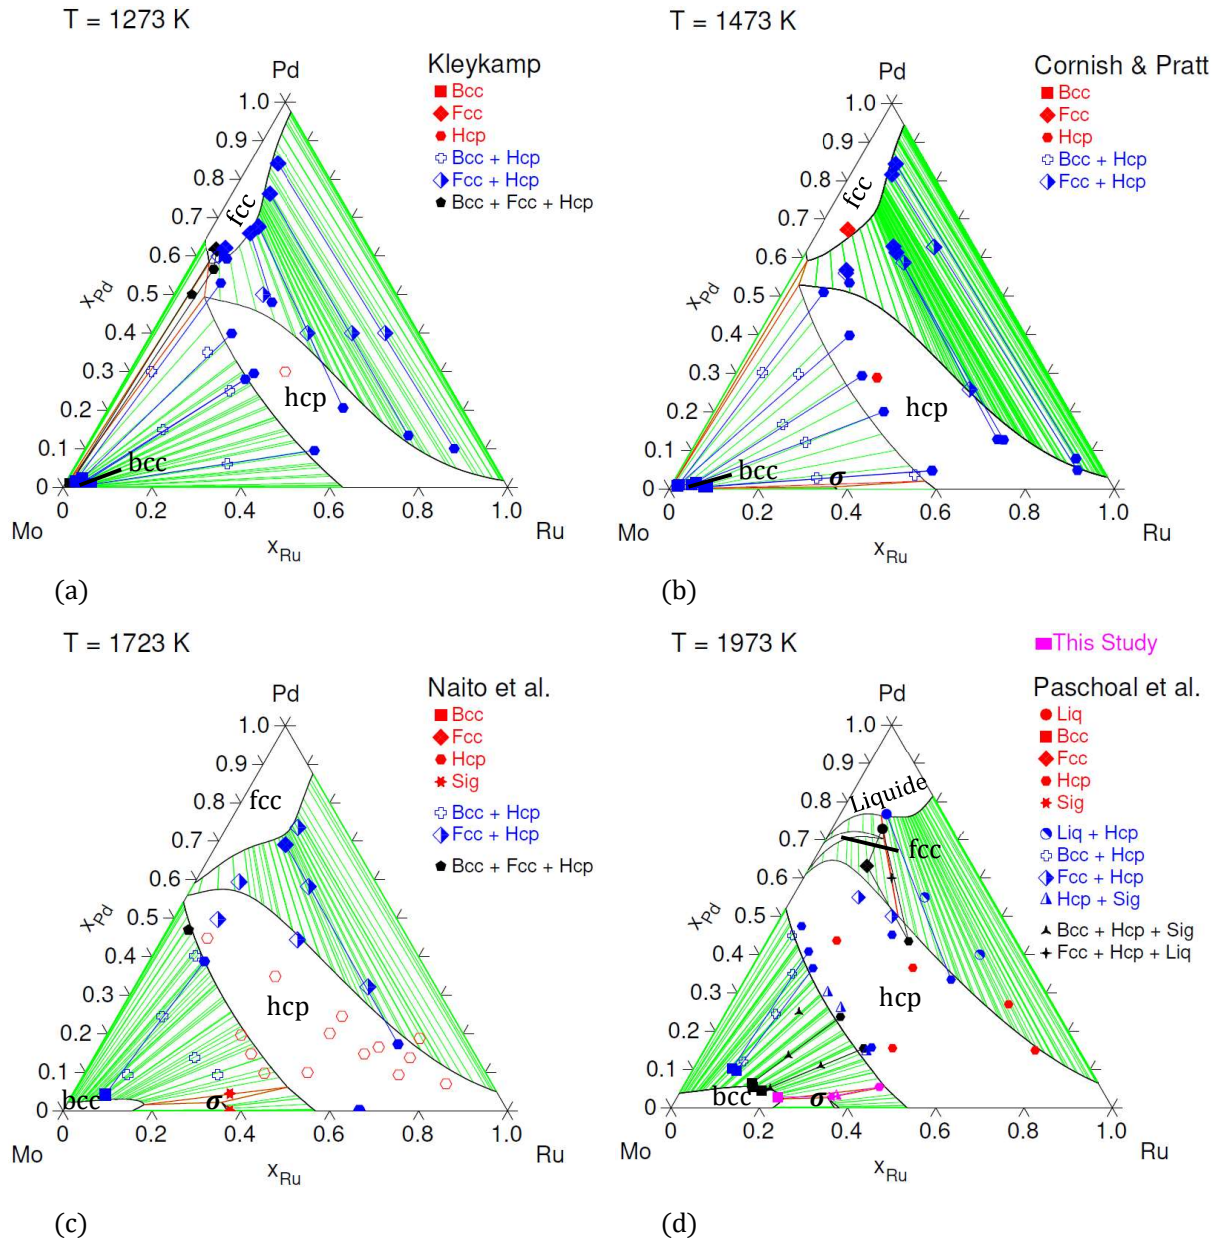 T = 1273 K
Kleykamp
Bcc
Fcc
Hcp
Bcc + Hcp
Fcc + Hcp
Bcc + Fcc + Hcp
Pd
1.0
0.9
0.8
0.7
0.6
0.5
0.4
0.3
0.2
0.1
0
xPd
fcc
hcp
bcc
0 0.2 0.4 0.6 0.8 1.0
Mo xRu Ru
(a)
T = 1473 K
Cornish & Pratt
Bcc
Fcc
Hcp
Bcc + Hcp
Fcc + Hcp
Pd
1.0
0.9
0.8
0.7
0.6
0.5
0.4
0.3
0.2
0.1
0
xPd
fcc
hcp
bcc
σ
0 0.2 0.4 0.6 0.8 1.0
Mo xRu Ru
(b)
T = 1723 K
Naito et al.
Bcc
Fcc
Hcp
Sig
Bcc + Hcp
Fcc + Hcp
Bcc + Fcc + Hcp
Pd
1.0
0.9
0.8
0.7
0.6
0.5
0.4
0.3
0.2
0.1
0
xPd
fcc
hcp
bcc
σ
0 0.2 0.4 0.6 0.8 1.0
Mo xRu Ru
(c)
T = 1973 K
This Study
Paschoal et al.
Liq
Bcc
Fcc
Hcp
Sig
Liq + Hcp
Bcc + Hcp
Fcc + Hcp
Hcp + Sig
Bcc + Hcp + Sig
Fcc + Hcp + Liq
Pd
1.0
0.9
0.8
0.7
0.6
0.5
0.4
0.3
0.2
0.1
0
xPd
Liquide
fcc
hcp
bcc
σ
0 0.2 0.4 0.6 0.8 1.0
Mo xRu Ru
(d)